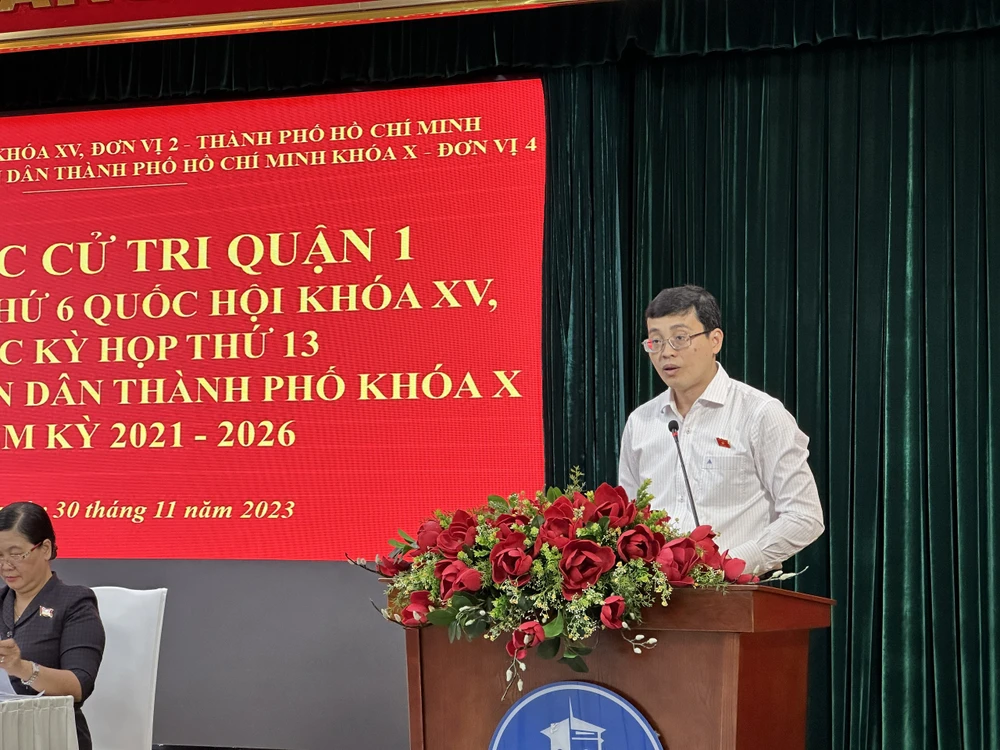 KHÓA XV, ĐƠN VỊ 2 - THÀNH PHỐ HỒ CHÍ MINH
DÂN THÀNH PHỐ HỒ CHÍ MINH KHÓA X – ĐƠN VỊ 4
C CỬ TRI QUẬN 1
HỨ 6 QUỐC HỘI KHÓA XV,
C KỲ HỌP THỨ 13
N DÂN THÀNH PHỐ KHÓA X
M KỲ 2021 - 2026
30 tháng 11 năm 2023